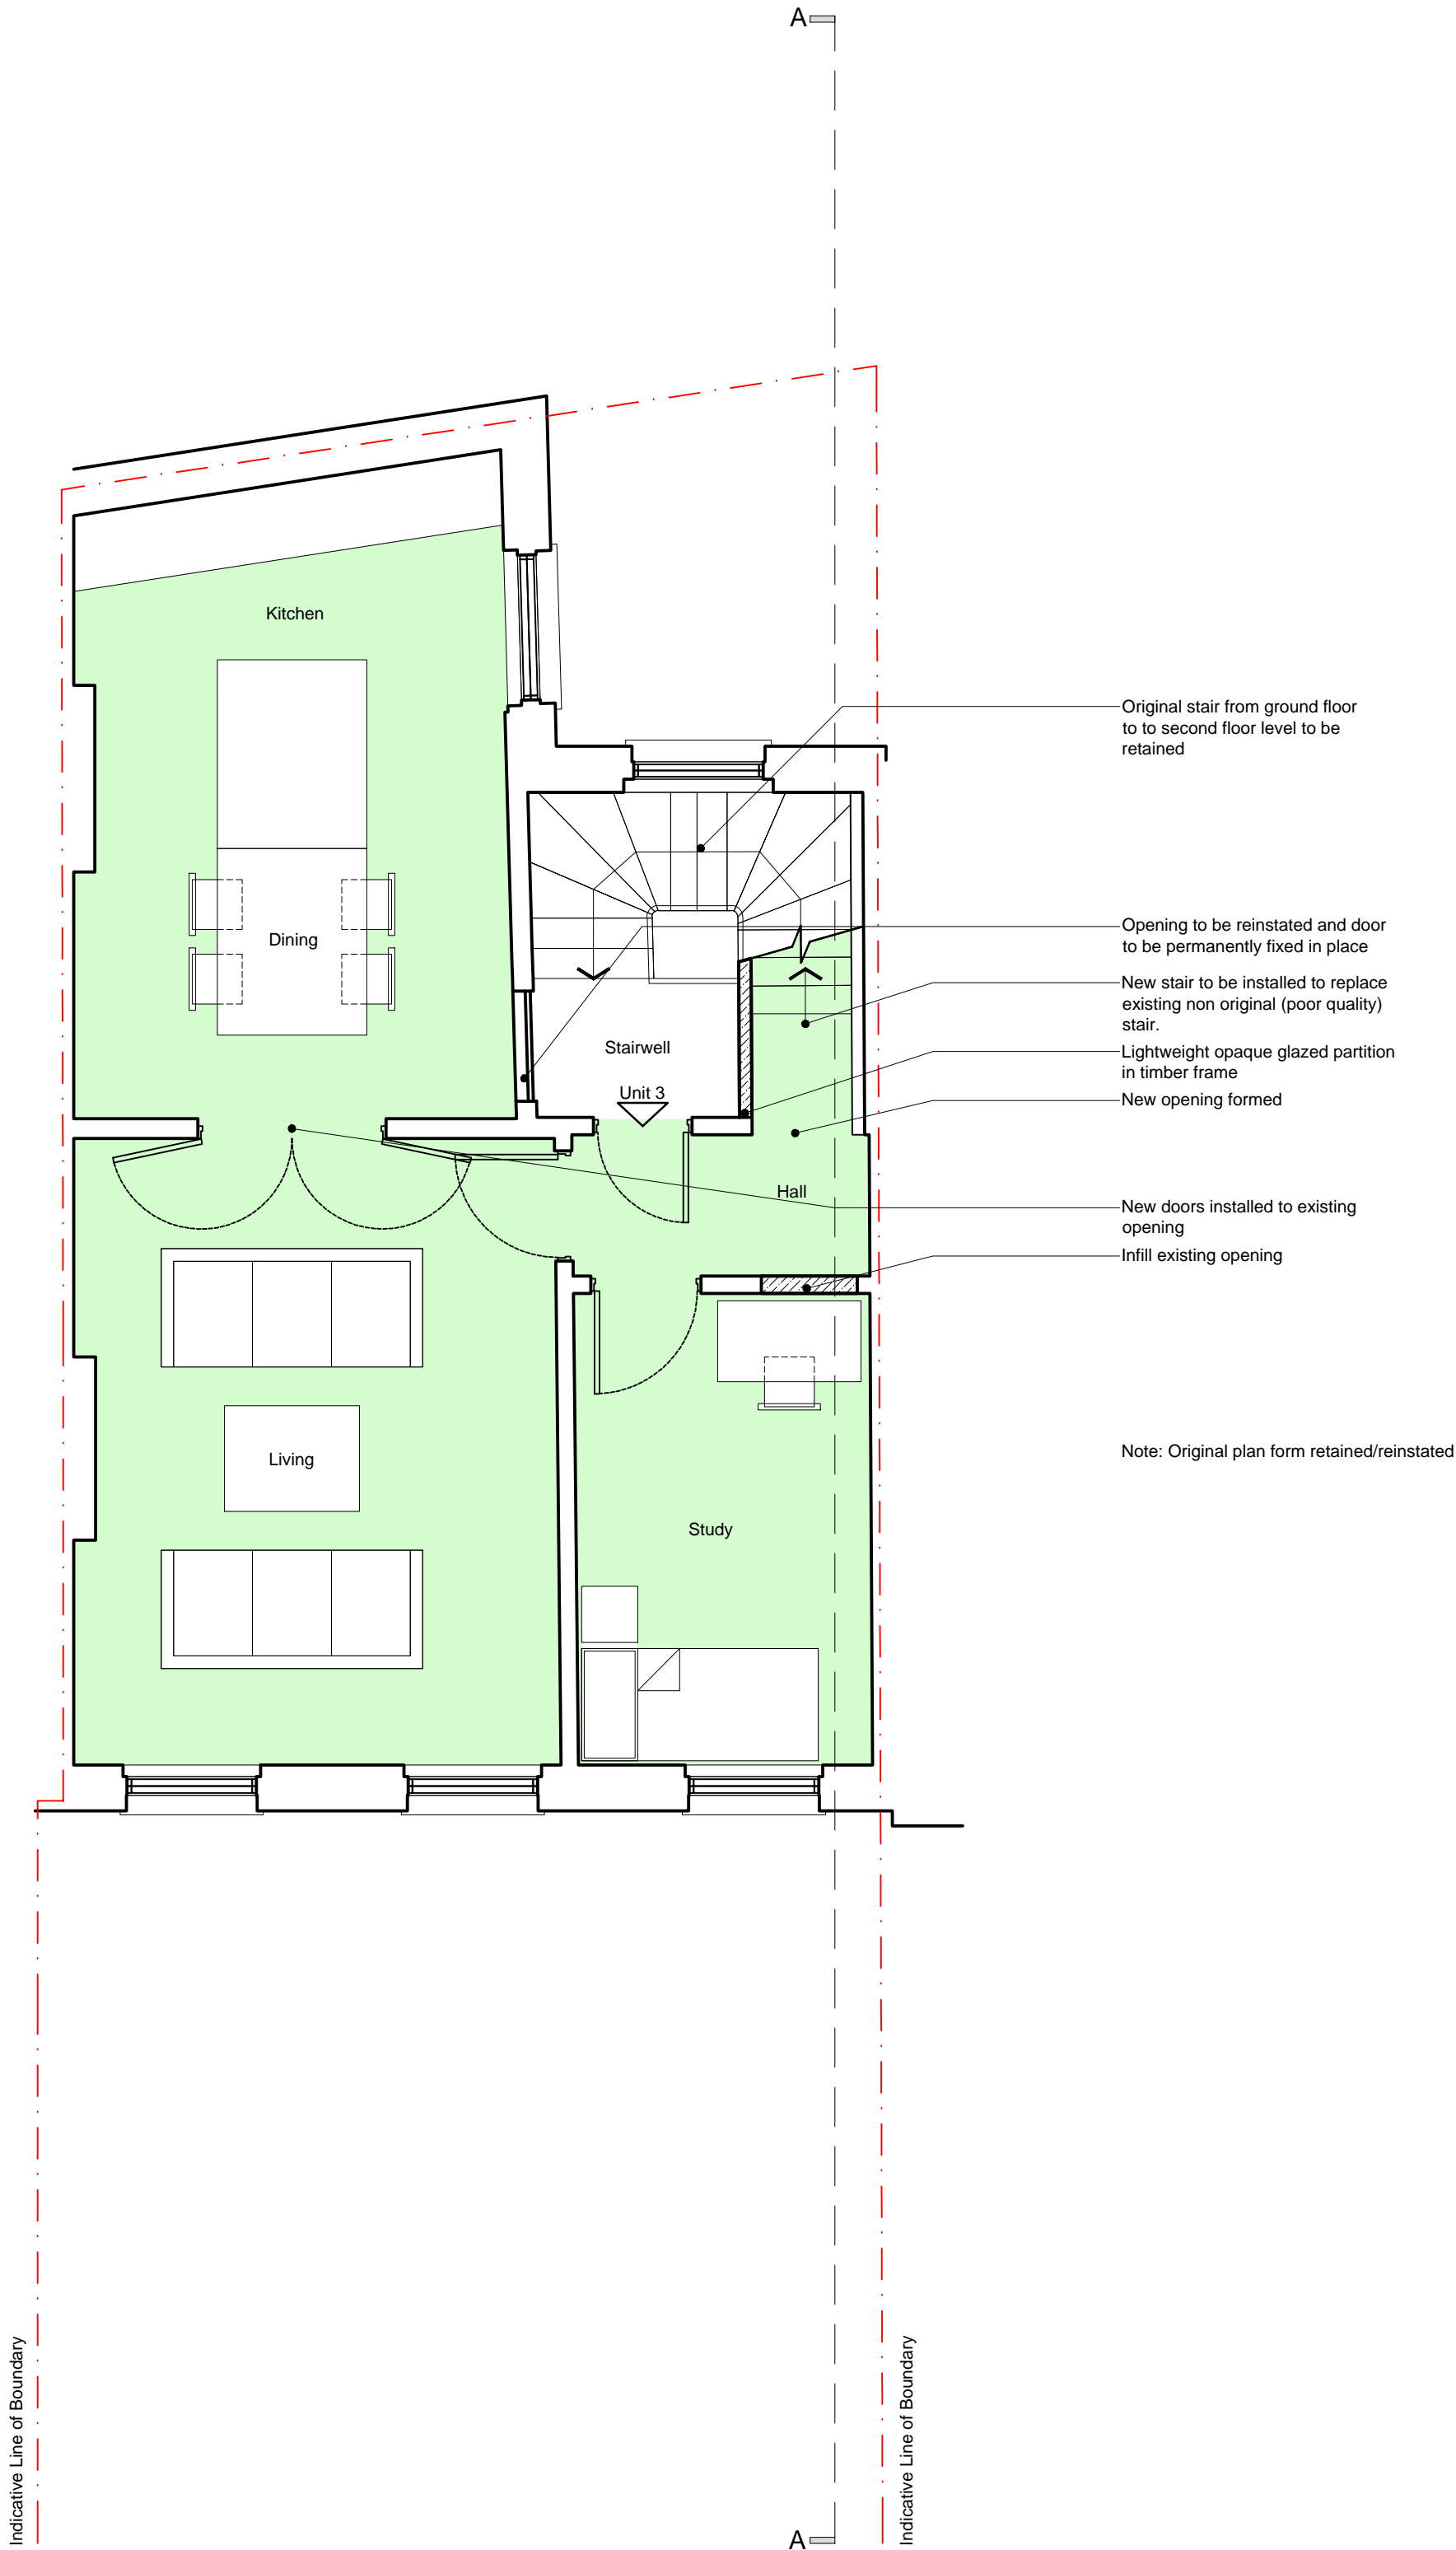 A
Kitchen
Original stair from ground floor
to to second floor level to be
retained
Opening to be reinstated and door
to be permanently fixed in place
Dining
New stair to be installed to replace
existing non original (poor quality)
stair.
Stairwell
Lightweight opaque glazed partition
in timber frame
Unit 3
New opening formed
Hall
New doors installed to existing
opening
Infill existing opening
Note: Original plan form retained/reinstated
Living
Study
Indicative Line of Boundary
Indicative Line of Boundary
A